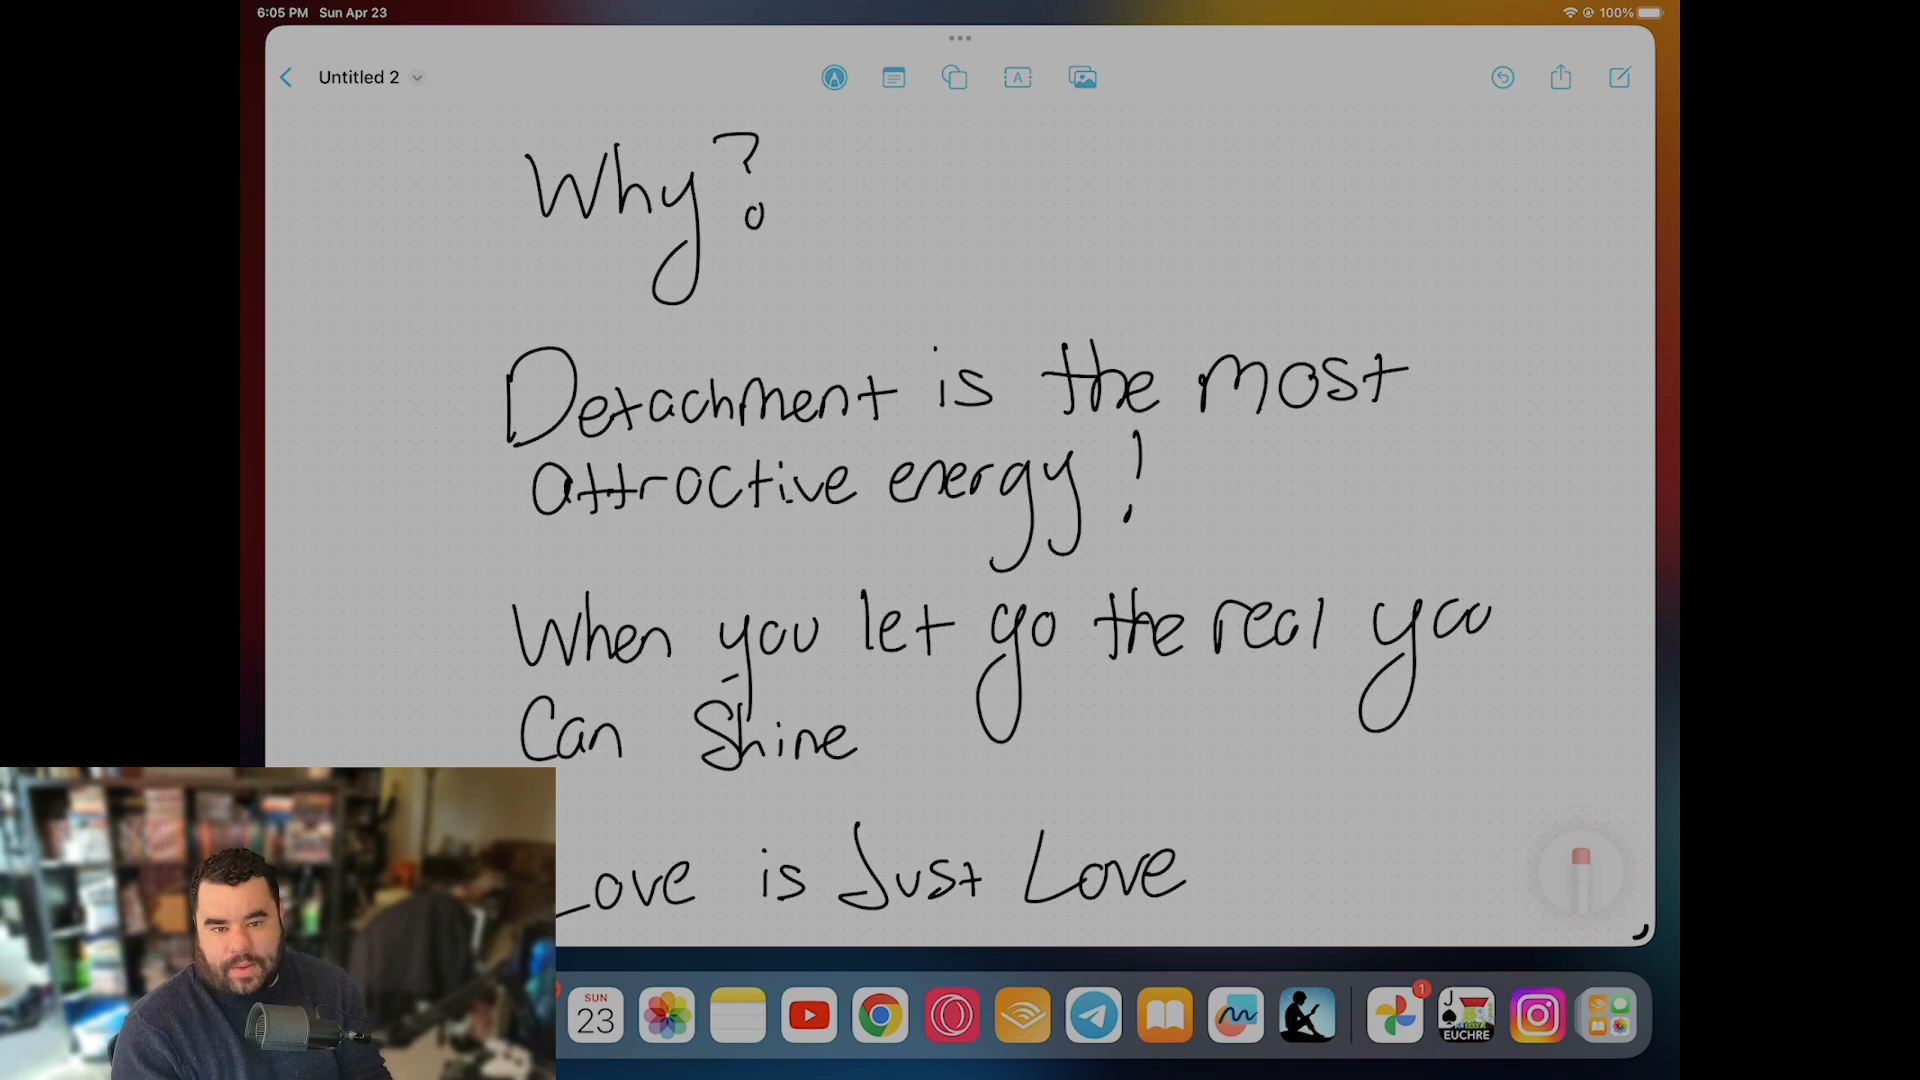 6:05 PM Sun Apr 23
100%
Untitled 2
A
Why?
Detachment is the most
attractive energy!
When you let go the real you
Can Shine
Love is Just Love
SUN
23
1
J
EUCHRE